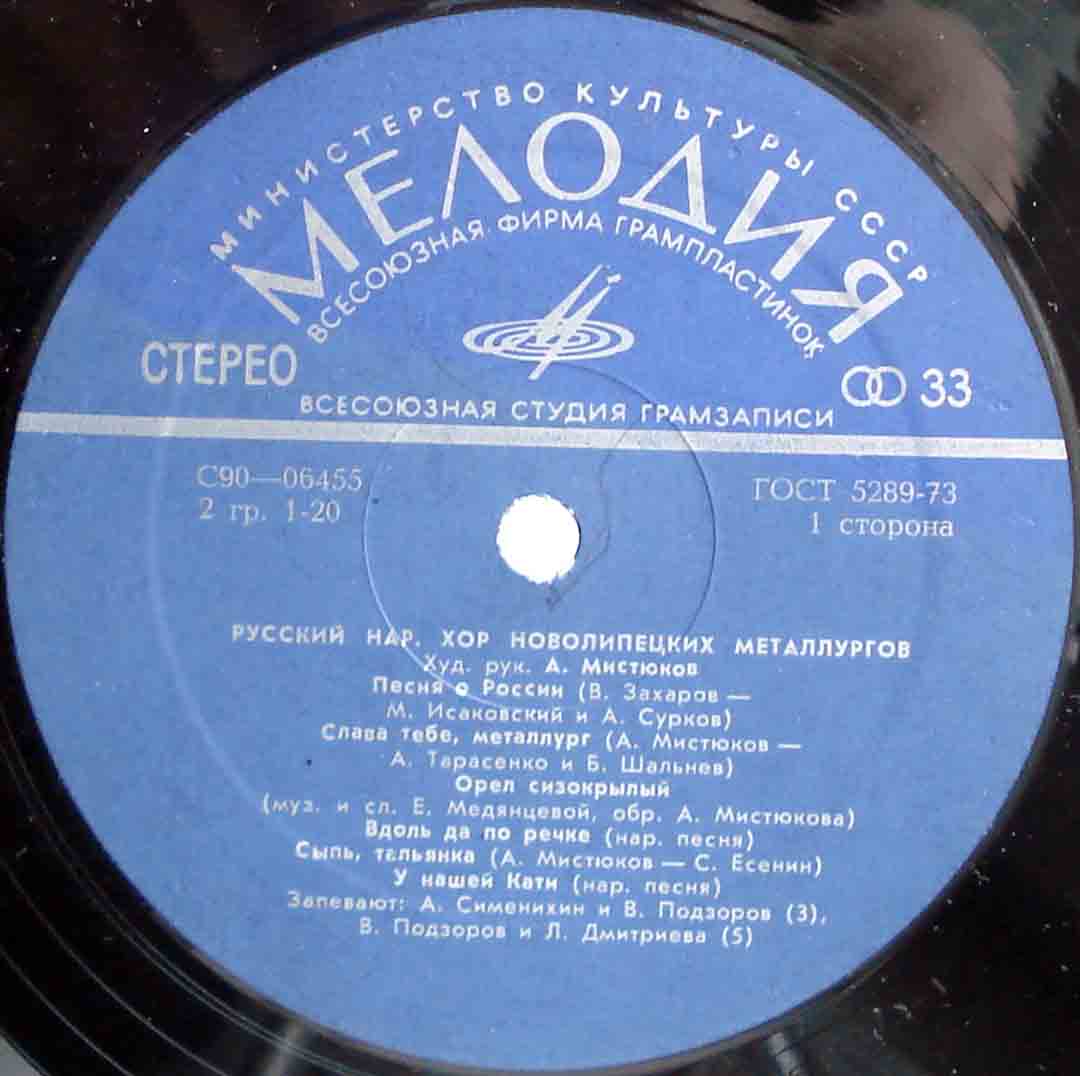 МИНИСТЕРСТВО КУЛЬТУРЫ СССР
МЕЛОДИЯ
ВСЕСОЮЗНАЯ ФИРМА ГРАМПЛАСТИНОК
СТЕРЕО
33
ВСЕСОЮЗНАЯ СТУДИЯ ГРАМЗАПИСИ
С90—06455
ГОСТ 5289-73
2 гр. 1-20
1 сторона
РУССКИЙ НАР. ХОР НОВОЛИПЕЦКИХ МЕТАЛЛУРГОВ
Худ. рук. А. Мистюков
Песня о России (В. Захаров —
М. Исаковский и А. Сурков)
Слава тебе, металлург (А. Мистюков —
А. Тарасенко и Б. Шальнев)
Орел сизокрылый
(муз. и сл. Е. Медянцевой, обр. А. Мистюкова)
Вдоль да по речке (нар. песня)
Сыпь, тальянка (А. Мистюков — С. Есенин)
У нашей Кати (нар. песня)
Запевают: А. Сименихин и В. Подзоров (3),
В. Подзоров и Л. Дмитриева (5)